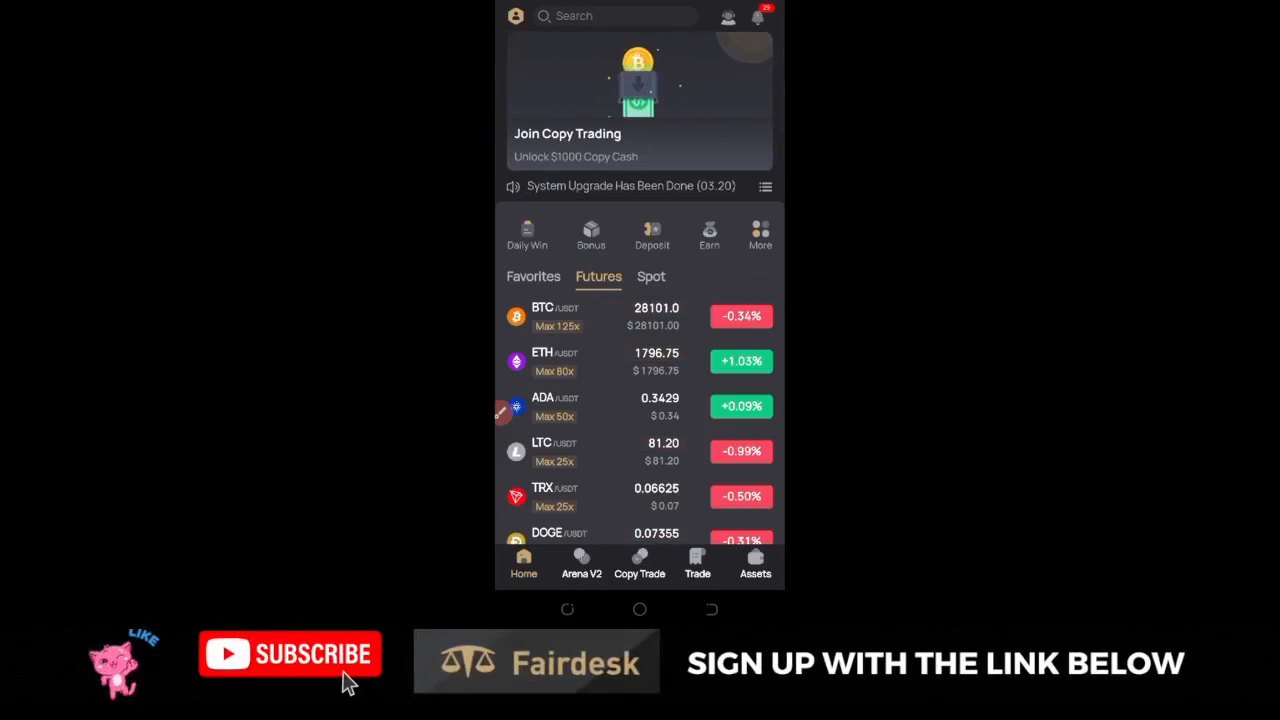 Search
29
Join Copy Trading
Unlock $1000 Copy Cash
System Upgrade Has Been Done (03.20)
Daily Win Bonus Deposit Earn More
Favorites Futures Spot
BTC /USDT 28101.0 -0.34%
Max 125x $ 28101.00
ETH /USDT 1796.75 +1.03%
Max 80x $ 1796.75
ADA /USDT 0.3429 +0.09%
Max 50x $ 0.34
LTC /USDT 81.20 -0.99%
Max 25x $ 81.20
TRX /USDT 0.06625 -0.50%
Max 25x $ 0.07
DOGE /USDT 0.07355 -0.31%
Home Arena V2 Copy Trade Trade Assets
LIKE
SUBSCRIBE
Fairdesk
SIGN UP WITH THE LINK BELOW